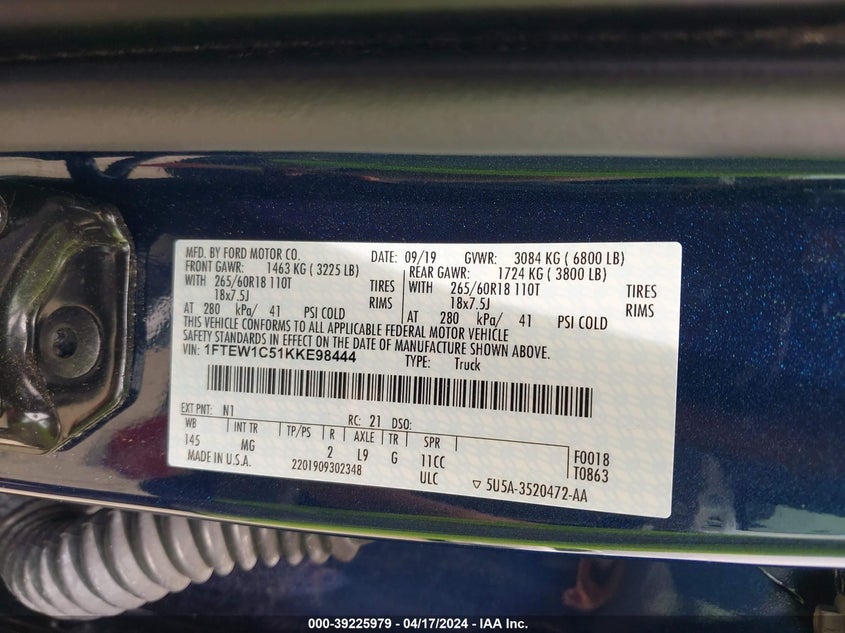 MFD. BY FORD MOTOR CO. DATE: 09/19 GVWR: 3084 KG ( 6800 LB)
FRONT GAWR: 1463 KG ( 3225 LB) REAR GAWR: 1724 KG ( 3800 LB)
WITH 265/60R18 110T TIRES WITH 265/60R18 110T TIRES
18x7.5J RIMS 18x7.5J RIMS
AT 280 kPa/ 41 PSI COLD AT 280 kPa/ 41 PSI COLD
THIS VEHICLE CONFORMS TO ALL APPLICABLE FEDERAL MOTOR VEHICLE
SAFETY STANDARDS IN EFFECT ON THE DATE OF MANUFACTURE SHOWN ABOVE.
VIN: 1FTEW1C51KKE98444 TYPE: Truck
EXT PNT: N1 RC: 21 DSO:
WB INT TR TP/PS R AXLE TR SPR
145 MG 2 L9 G 11CC F0018
MADE IN U.S.A. 2201909302348 ULC T0863
▽ 5U5A-3520472-AA
000-39225979 - 04/17/2024 - IAA Inc.